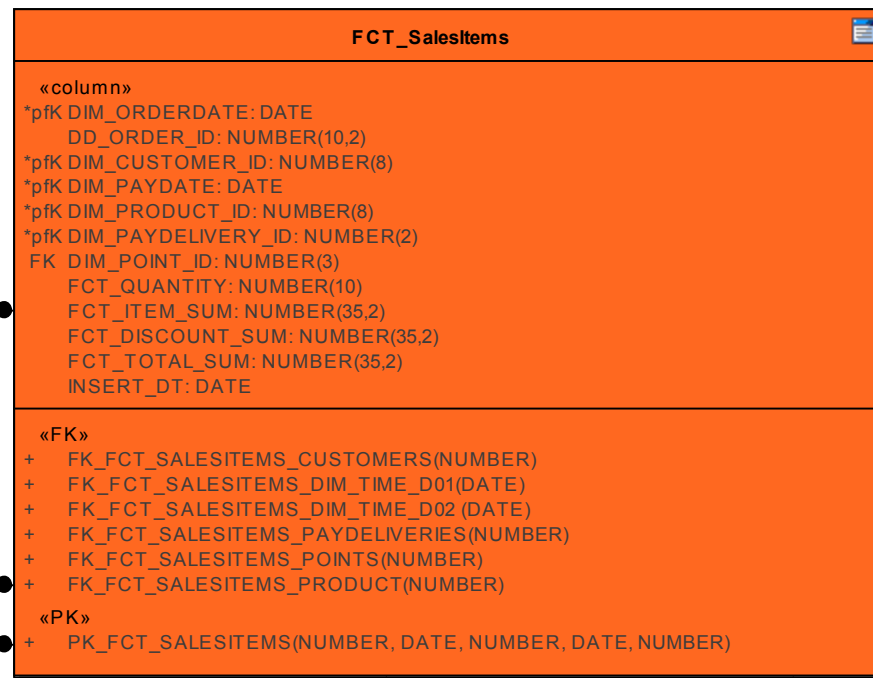 FCT_SalesItems
«column»
*pfK DIM_ORDERDATE: DATE
DD_ORDER_ID: NUMBER(10,2)
*pfK DIM_CUSTOMER_ID: NUMBER(8)
*pfK DIM_PAYDATE: DATE
*pfK DIM_PRODUCT_ID: NUMBER(8)
*pfK DIM_PAYDELIVERY_ID: NUMBER(2)
FK DIM_POINT_ID: NUMBER(3)
FCT_QUANTITY: NUMBER(10)
FCT_ITEM_SUM: NUMBER(35,2)
FCT_DISCOUNT_SUM: NUMBER(35,2)
FCT_TOTAL_SUM: NUMBER(35,2)
INSERT_DT: DATE
«FK»
+ FK_FCT_SALESITEMS_CUSTOMERS(NUMBER)
+ FK_FCT_SALESITEMS_DIM_TIME_D01(DATE)
+ FK_FCT_SALESITEMS_DIM_TIME_D02 (DATE)
+ FK_FCT_SALESITEMS_PAYDELIVERIES(NUMBER)
+ FK_FCT_SALESITEMS_POINTS(NUMBER)
+ FK_FCT_SALESITEMS_PRODUCT(NUMBER)
«PK»
+ PK_FCT_SALESITEMS(NUMBER, DATE, NUMBER, DATE, NUMBER)